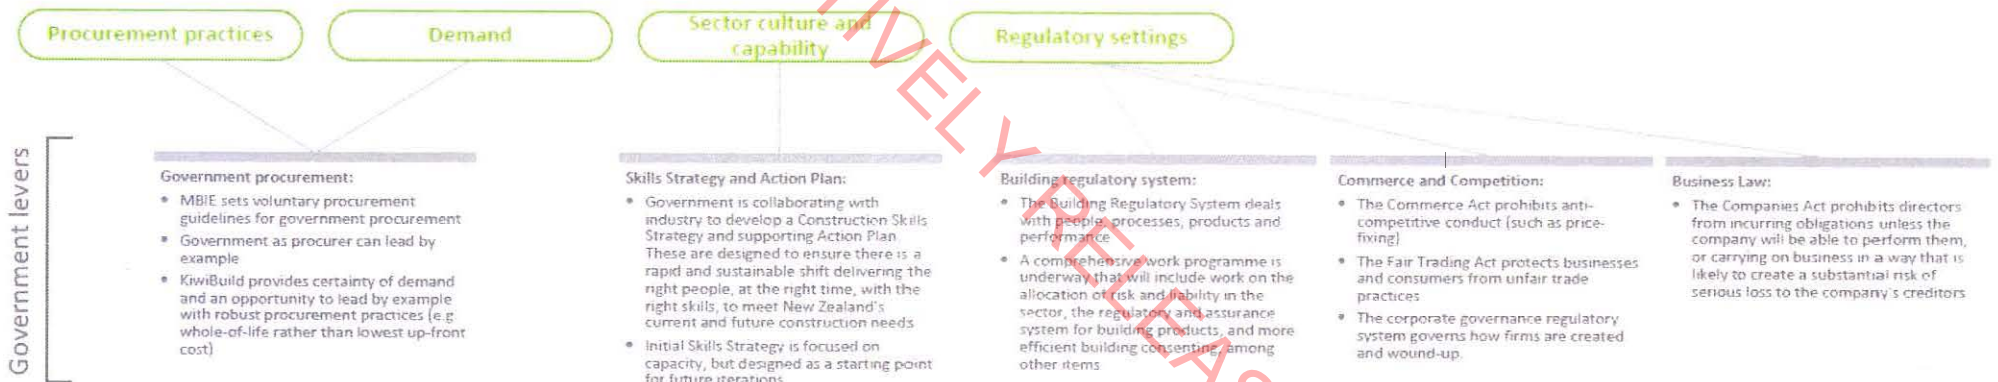 Procurement practices
Demand
Sector culture and
capability
Regulatory settings
Government levers
Government procurement:
• MBIE sets voluntary procurement
guidelines for government procurement
• Government as procurer can lead by
example
• KiwiBuild provides certainty of demand
and an opportunity to lead by example
with robust procurement practices (e.g
whole-of-life rather than lowest up-front
cost)
Skills Strategy and Action Plan:
• Government is collaborating with
industry to develop a Construction Skills
Strategy and supporting Action Plan
These are designed to ensure there is a
rapid and sustainable shift delivering the
right people, at the right time, with the
right skills, to meet New Zealand's
current and future construction needs
• Initial Skills Strategy is focused on
capacity, but designed as a starting point
for future iterations
Building regulatory system:
• The Building Regulatory System deals
with people, processes, products and
performance
• A comprehensive work programme is
underway that will include work on the
allocation of risk and liability in the
sector, the regulatory and assurance
system for building products, and more
efficient building consenting, among
other items
Commerce and Competition:
• The Commerce Act prohibits anti-
competitive conduct (such as price-
fixing)
• The Fair Trading Act protects businesses
and consumers from unfair trade
practices
• The corporate governance regulatory
system governs how firms are created
and wound-up.
Business Law:
• The Companies Act prohibits directors
from incurring obligations unless the
company will be able to perform them,
or carrying on business in a way that is
likely to create a substantial risk of
serious loss to the company's creditors
TIVELY RELEAS